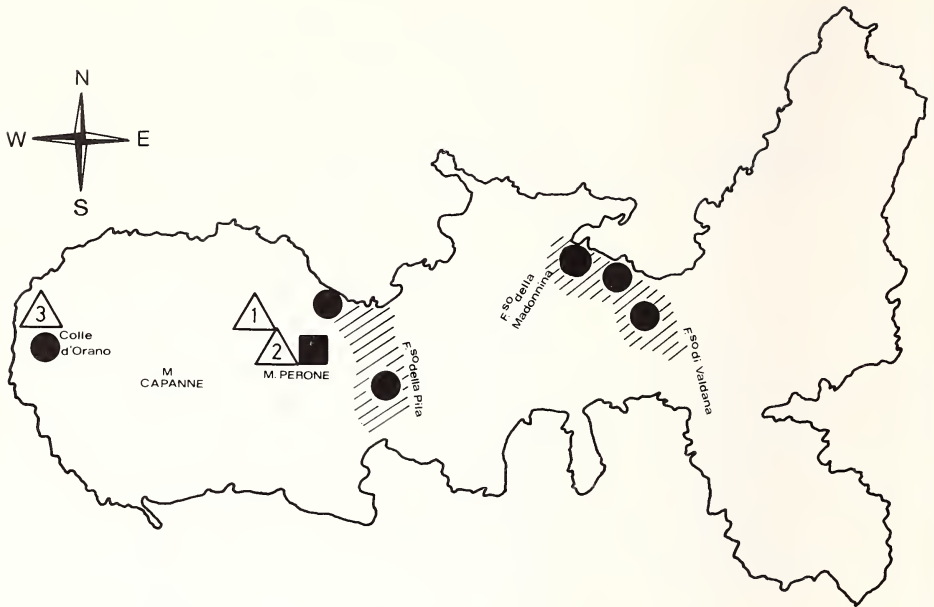 N
W E
S
3
Colle
d'Orano
M
CAPANNE
1
2
M. PERONE
F.so della Pila
F.so della
Madonnina
F.so di Valdana